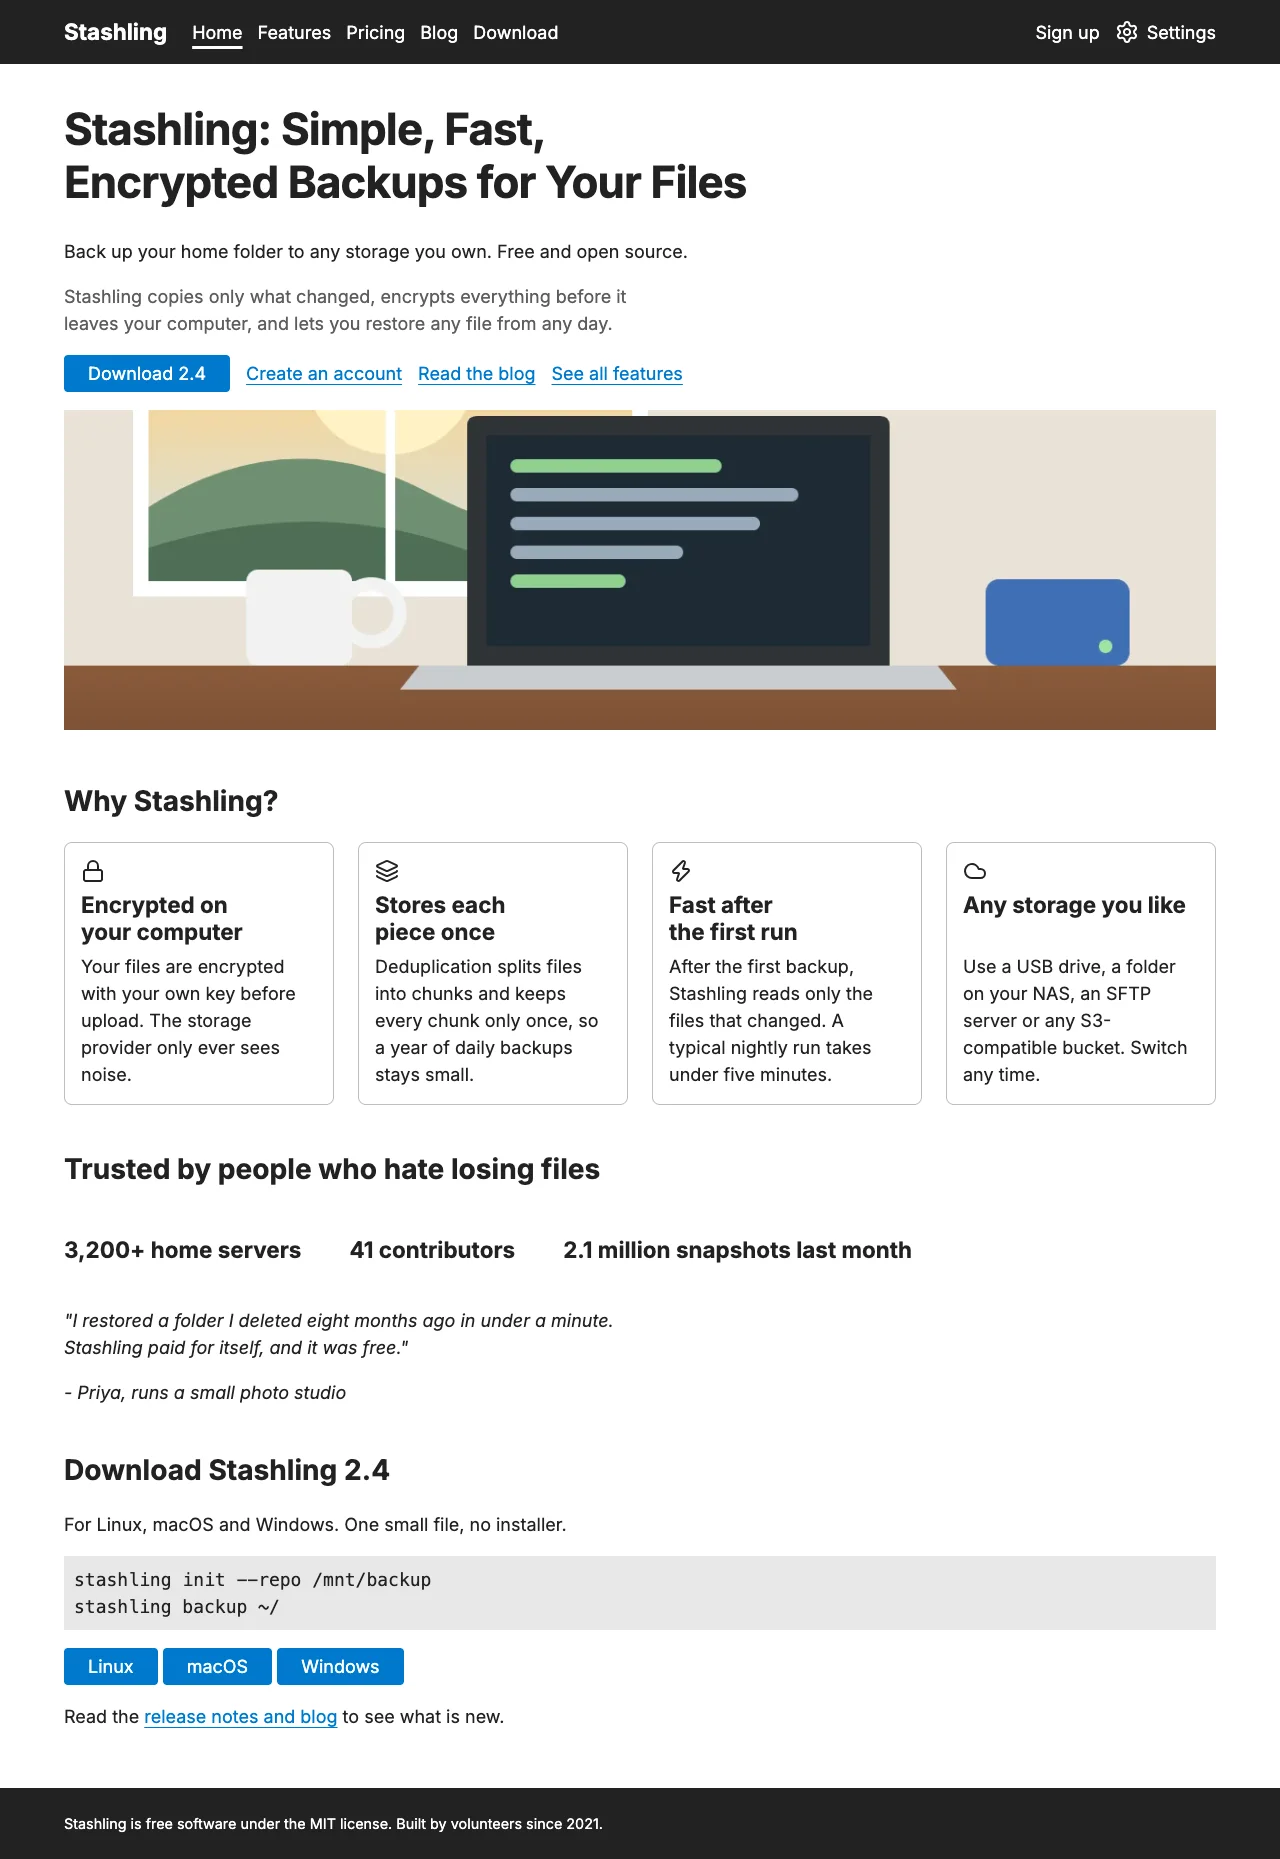 Stashling Home Features Pricing Blog Download Sign up Settings
Stashling: Simple, Fast,
Encrypted Backups for Your Files
Back up your home folder to any storage you own. Free and open source.
Stashling copies only what changed, encrypts everything before it
leaves your computer, and lets you restore any file from any day.
Download 2.4 Create an account Read the blog See all features
Why Stashling?
Encrypted on
your computer
Your files are encrypted
with your own key before
upload. The storage
provider only ever sees
noise.
Stores each
piece once
Deduplication splits files
into chunks and keeps
every chunk only once, so
a year of daily backups
stays small.
Fast after
the first run
After the first backup,
Stashling reads only the
files that changed. A
typical nightly run takes
under five minutes.
Any storage you like
Use a USB drive, a folder
on your NAS, an SFTP
server or any S3-
compatible bucket. Switch
any time.
Trusted by people who hate losing files
3,200+ home servers 41 contributors 2.1 million snapshots last month
"I restored a folder I deleted eight months ago in under a minute.
Stashling paid for itself, and it was free."
- Priya, runs a small photo studio
Download Stashling 2.4
For Linux, macOS and Windows. One small file, no installer.
stashling init --repo /mnt/backup
stashling backup ~/
Linux macOS Windows
Read the release notes and blog to see what is new.
Stashling is free software under the MIT license. Built by volunteers since 2021.